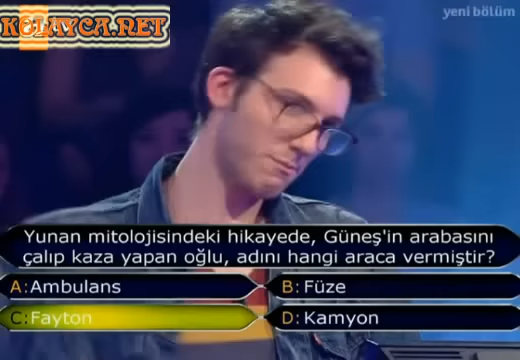 KOLAYCA.NET
yeni bölüm
Yunan mitolojisindeki hikayede, Güneş'in arabasını
çalıp kaza yapan oğlu, adını hangi araca vermiştir?
A: Ambulans
B: Füze
C: Fayton
D: Kamyon